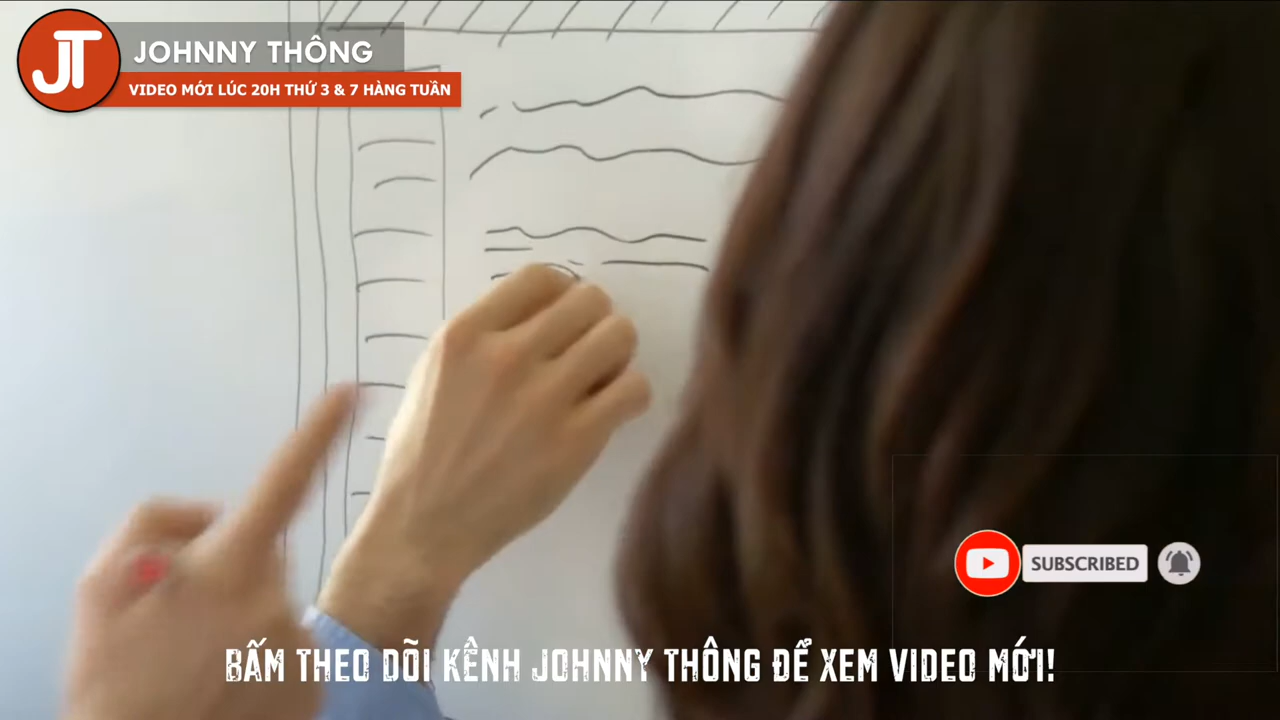 JT
JOHNNY THÔNG
VIDEO MỚI LÚC 20H THỨ 3 & 7 HÀNG TUẦN
SUBSCRIBED
BẤM THEO DÕI KÊNH JOHNNY THÔNG ĐỂ XEM VIDEO MỚI!